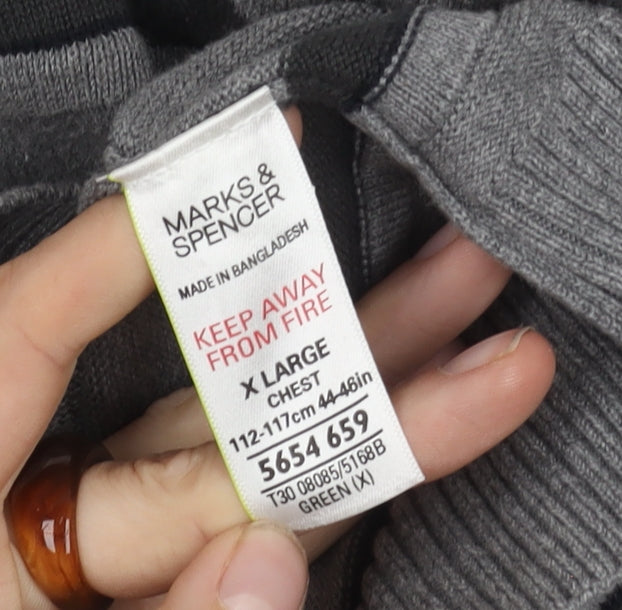 MARKS &
SPENCER
MADE IN BANGLADESH
KEEP AWAY
FROM FIRE
X LARGE
CHEST
112-117cm 44-46in
5654 659
T30 08085/5168B
GREEN (X)